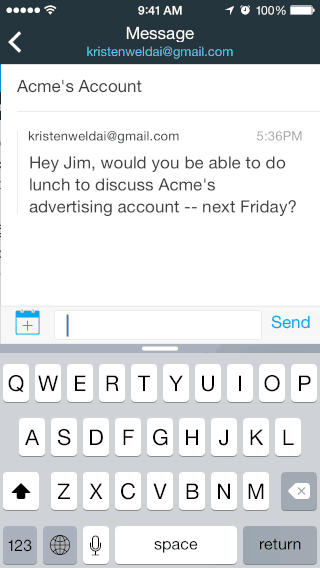 9:41 AM
100%
Message
kristenweldai@gmail.com
Acme's Account
kristenweldai@gmail.com 5:36PM
Hey Jim, would you be able to do
lunch to discuss Acme's
advertising account -- next Friday?
Send
Q W E R T Y U I O P
A S D F G H J K L
Z X C V B N M
123 space return